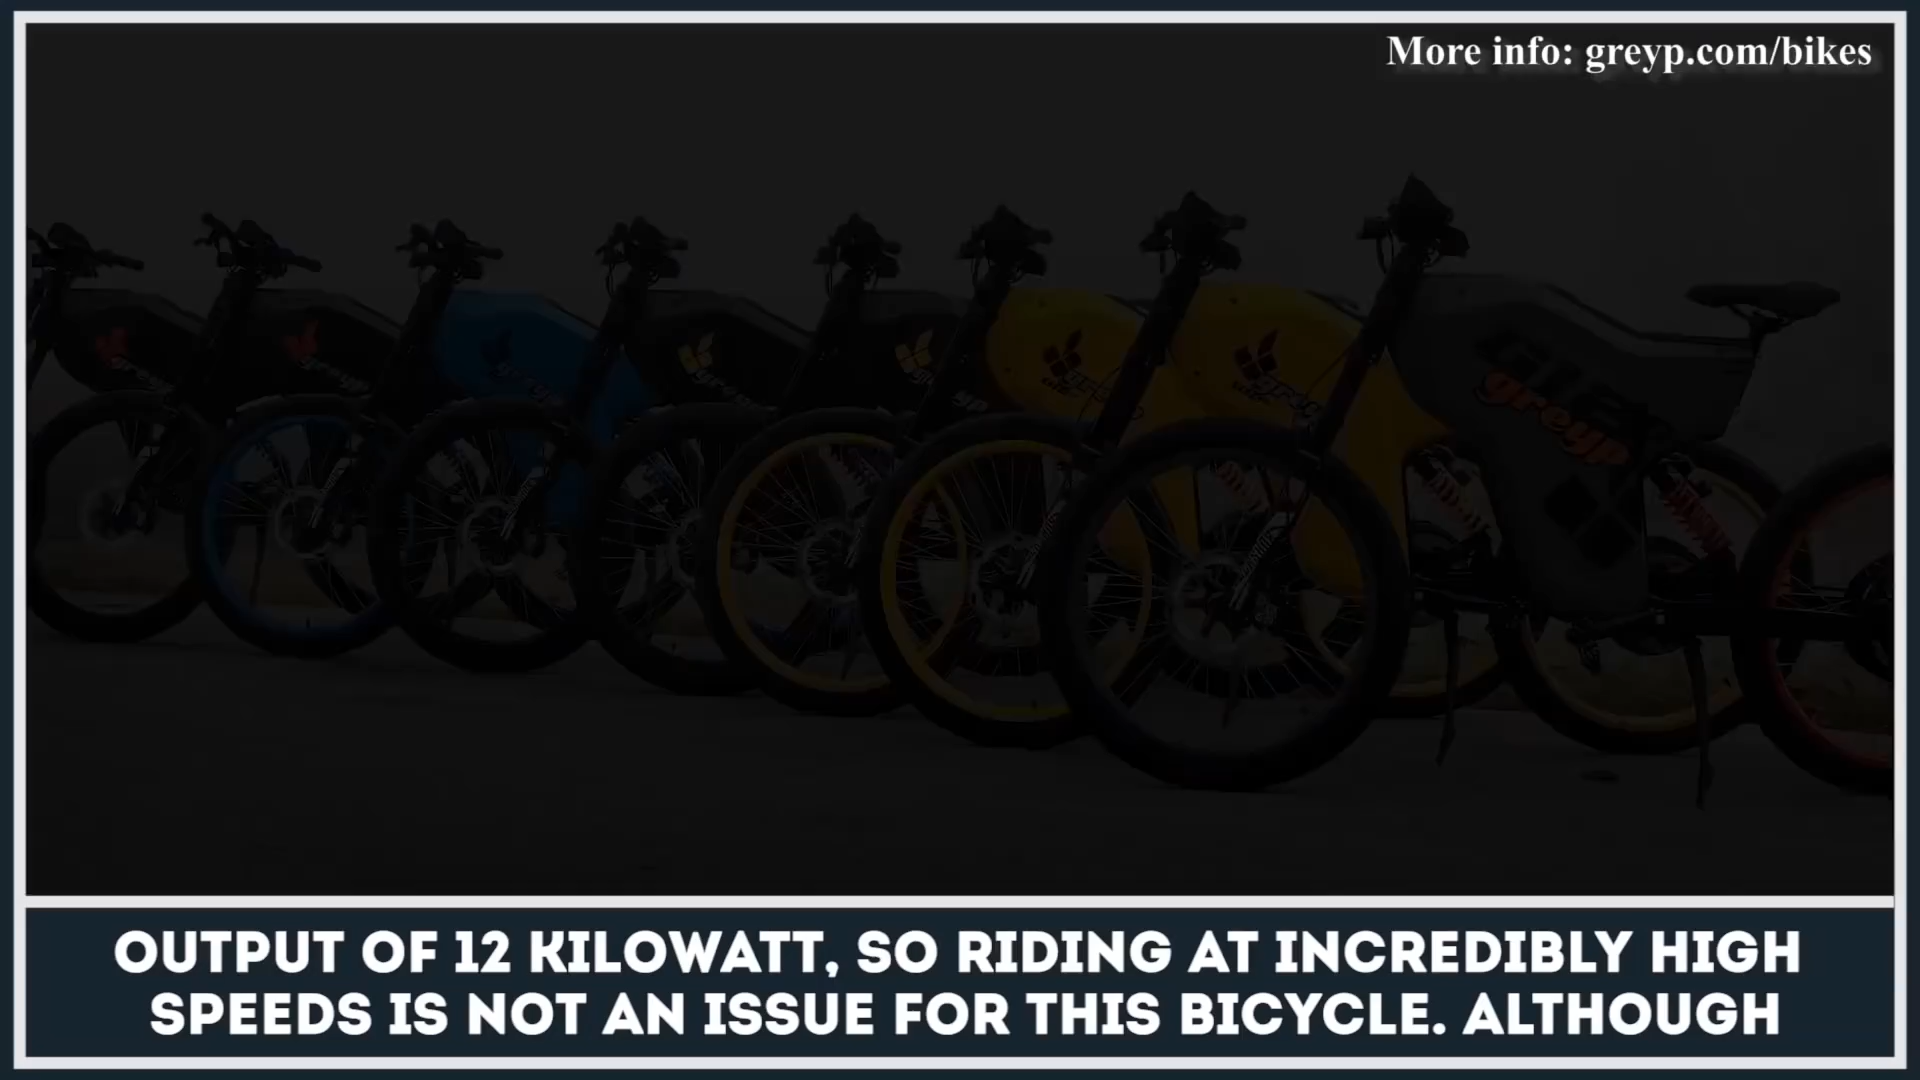 More info: greyp.com/bikes
greyp
OUTPUT OF 12 KILOWATT, SO RIDING AT INCREDIBLY HIGH
SPEEDS IS NOT AN ISSUE FOR THIS BICYCLE. ALTHOUGH